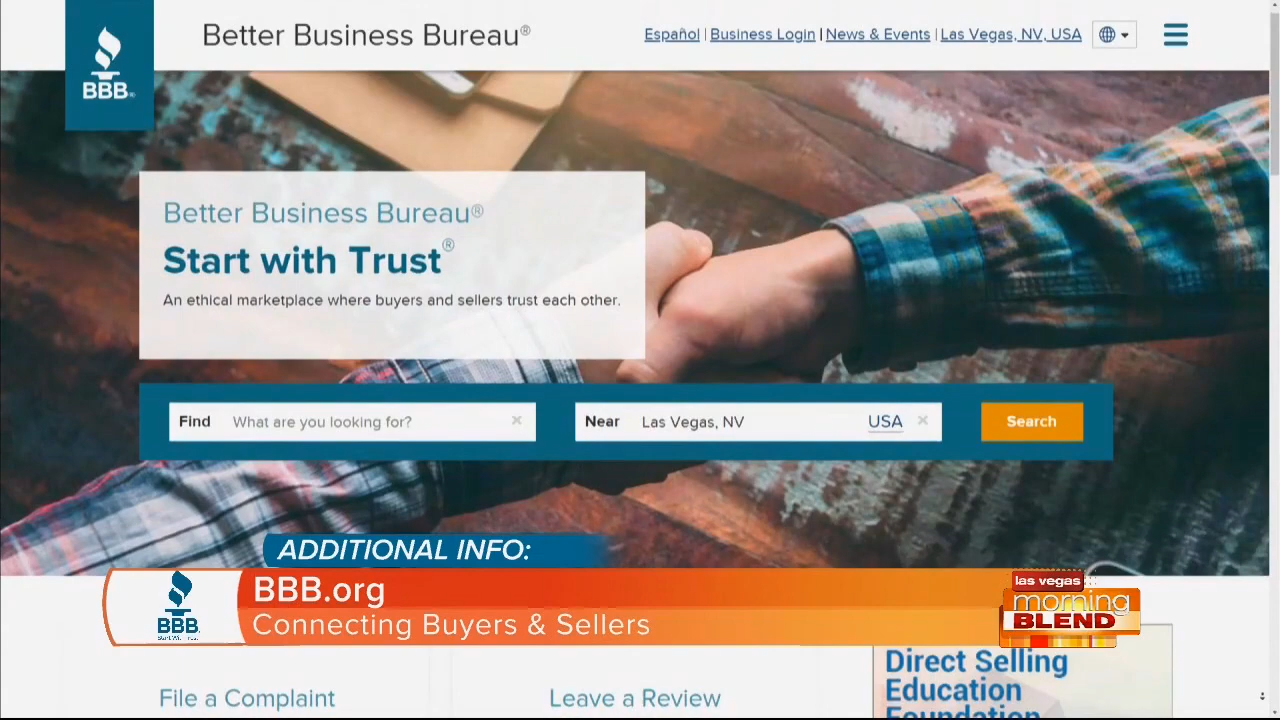 BBB®
Better Business Bureau®
Español | Business Login | News & Events | Las Vegas, NV, USA
Better Business Bureau®
Start with Trust®
An ethical marketplace where buyers and sellers trust each other.
Find What are you looking for? ×
Near Las Vegas, NV USA ×
Search
ADDITIONAL INFO:
BBB.org
Connecting Buyers & Sellers
BBB.
las vegas
morning
BLEND
File a Complaint
Leave a Review
Direct Selling
Education
Foundation